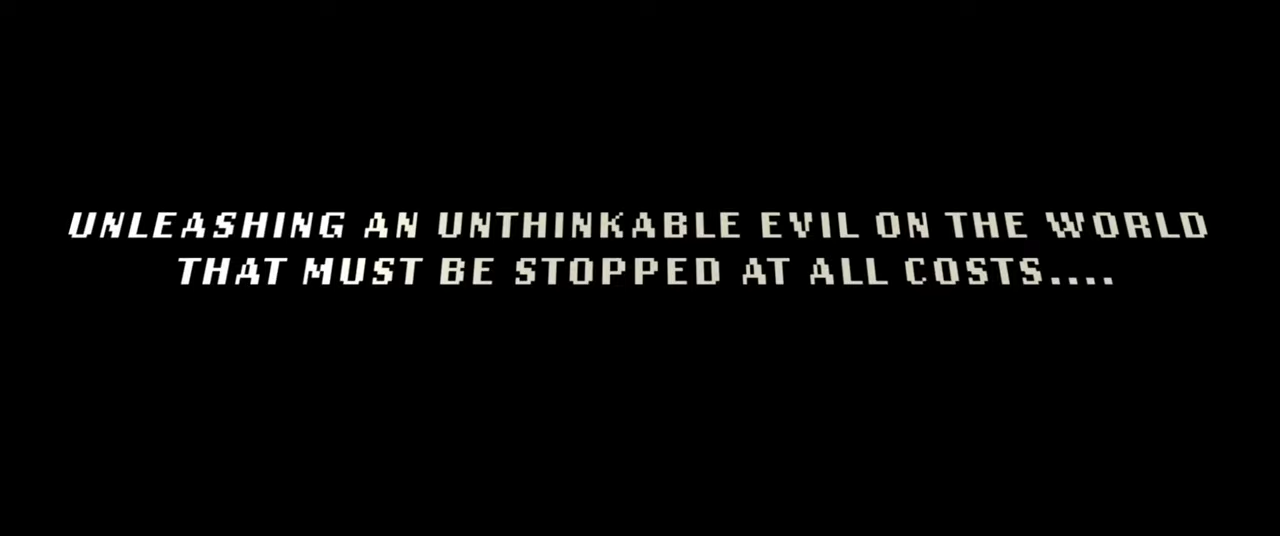 UNLEASHING AN UNTHINKABLE EVIL ON THE WORLD
THAT MUST BE STOPPED AT ALL COSTS....